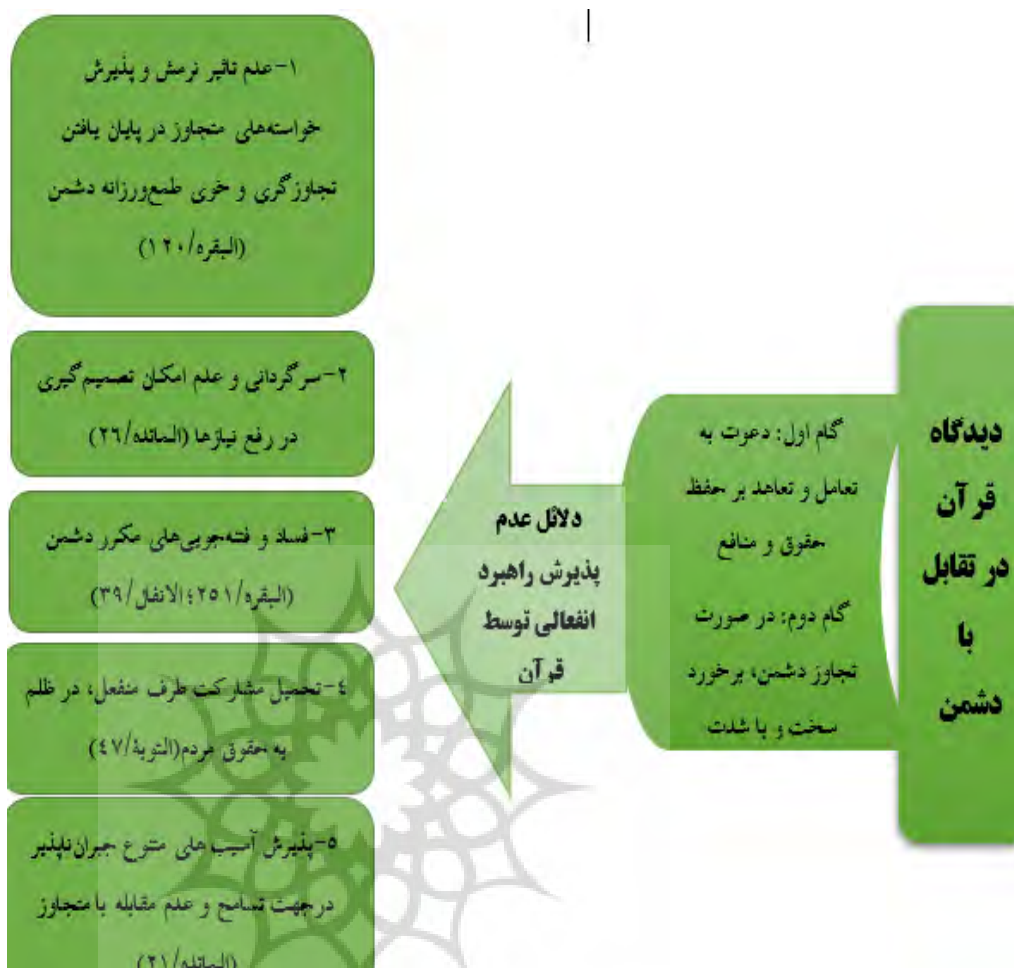 دیدگاه
قرآن
در تقابل
با
دشمن
گام اول: دعوت به
تعامل و تعاهد بر حفظ
حقوق و منافع
گام دوم: در صورت
تجاوز دشمن، برخورد
سخت و با شدت
دلائل عدم
پذیرش راهبرد
انفعالی توسط
قرآن
۱-عدم تاثیر نرمش و پذیرش
خواسته‌های متجاوز در پایان یافتن
تجاوزگری و خوی طمع‌ورزانه دشمن
(البقره/۱۲۰)
۲-سرگردانی و عدم امکان تصمیم‌گیری
در رفع نیازها (المائده/۲۶)
۳-فساد و فتنه‌جویی‌های مکرر دشمن
(البقره/۲۵۱؛ الانفال/۳۹)
٤-تحمیل مشارکت طرف منفعل، در ظلم
به حقوق مردم(التوبة/٤۷)
۵-پذیرش آسیب های متنوع جبران‌ناپذیر
درجهت تسامح و عدم مقابله با متجاوز
(المائده/۲۱)